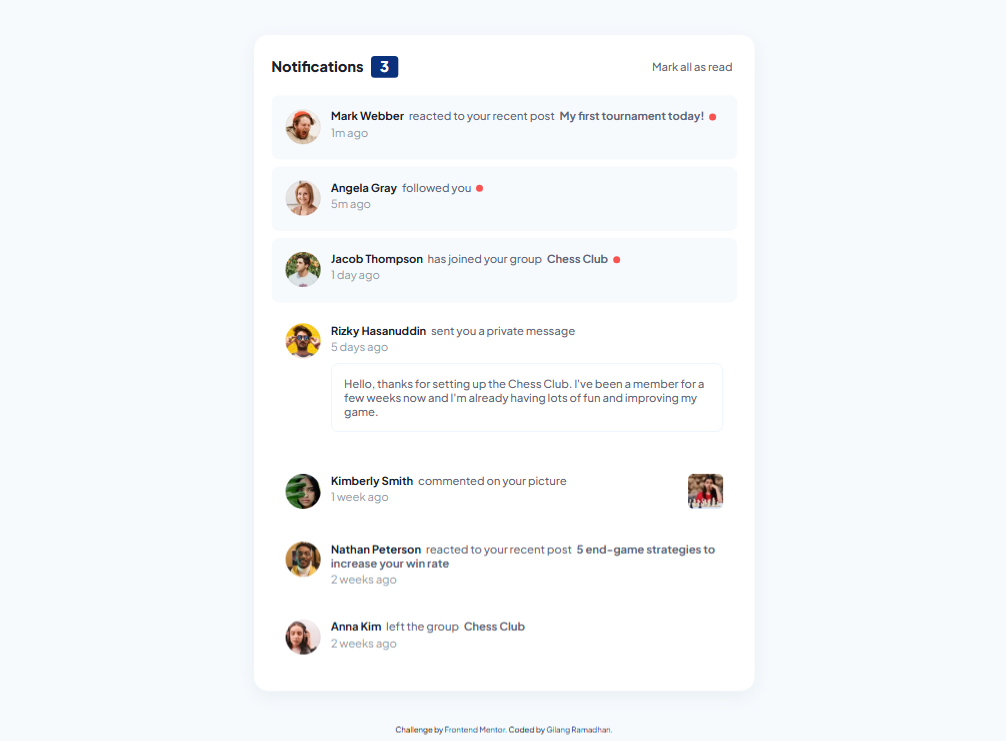 Notifications 3 Mark all as read
Mark Webber reacted to your recent post My first tournament today!
1m ago
Angela Gray followed you
5m ago
Jacob Thompson has joined your group Chess Club
1 day ago
Rizky Hasanuddin sent you a private message
5 days ago
Hello, thanks for setting up the Chess Club. I've been a member for a
few weeks now and I'm already having lots of fun and improving my
game.
Kimberly Smith commented on your picture
1 week ago
Nathan Peterson reacted to your recent post 5 end-game strategies to
increase your win rate
2 weeks ago
Anna Kim left the group Chess Club
2 weeks ago
Challenge by Frontend Mentor. Coded by Gilang Ramadhan.